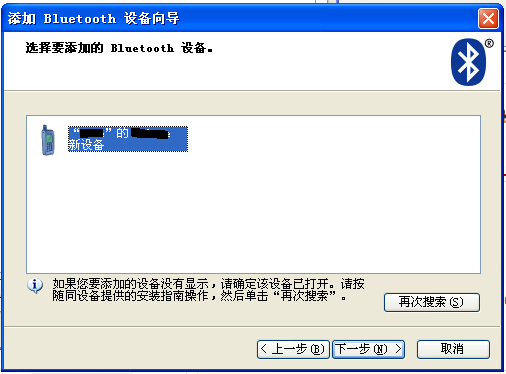 添加 Bluetooth 设备向导
选择要添加的 Bluetooth 设备。
®
“ ”的
新设备
如果您要添加的设备没有显示，请确定该设备已打开。请按
随同设备提供的安装指南操作，然后单击“再次搜索”。
再次搜索(S)
< 上一步(B) 下一步(N) > 取消